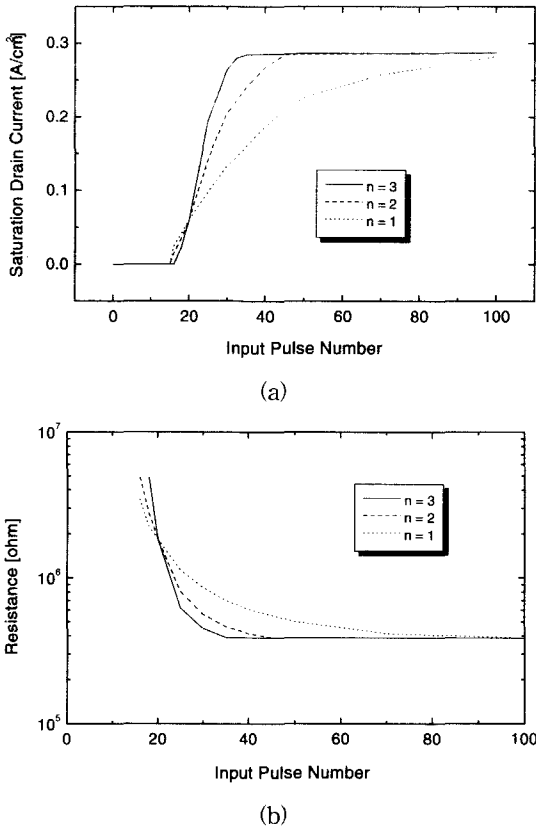 Saturation Drain Current [A/cm²]
0.3
0.2
0.1
0.0
n = 3
n = 2
n = 1
0 20 40 60 80 100
Input Pulse Number
(a)
Resistance [ohm]
10⁷
10⁶
10⁵
n = 3
n = 2
n = 1
0 20 40 60 80 100
Input Pulse Number
(b)